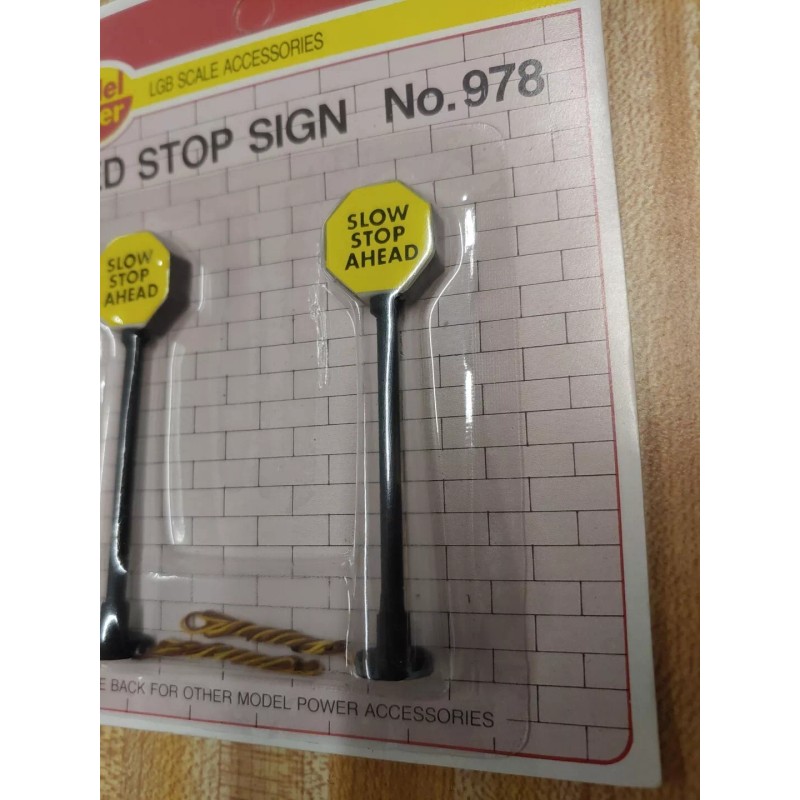 LGB SCALE ACCESSORIES
STOP SIGN No. 978
SLOW
STOP
AHEAD
SLOW
STOP
AHEAD
BACK FOR OTHER MODEL POWER ACCESSORIES